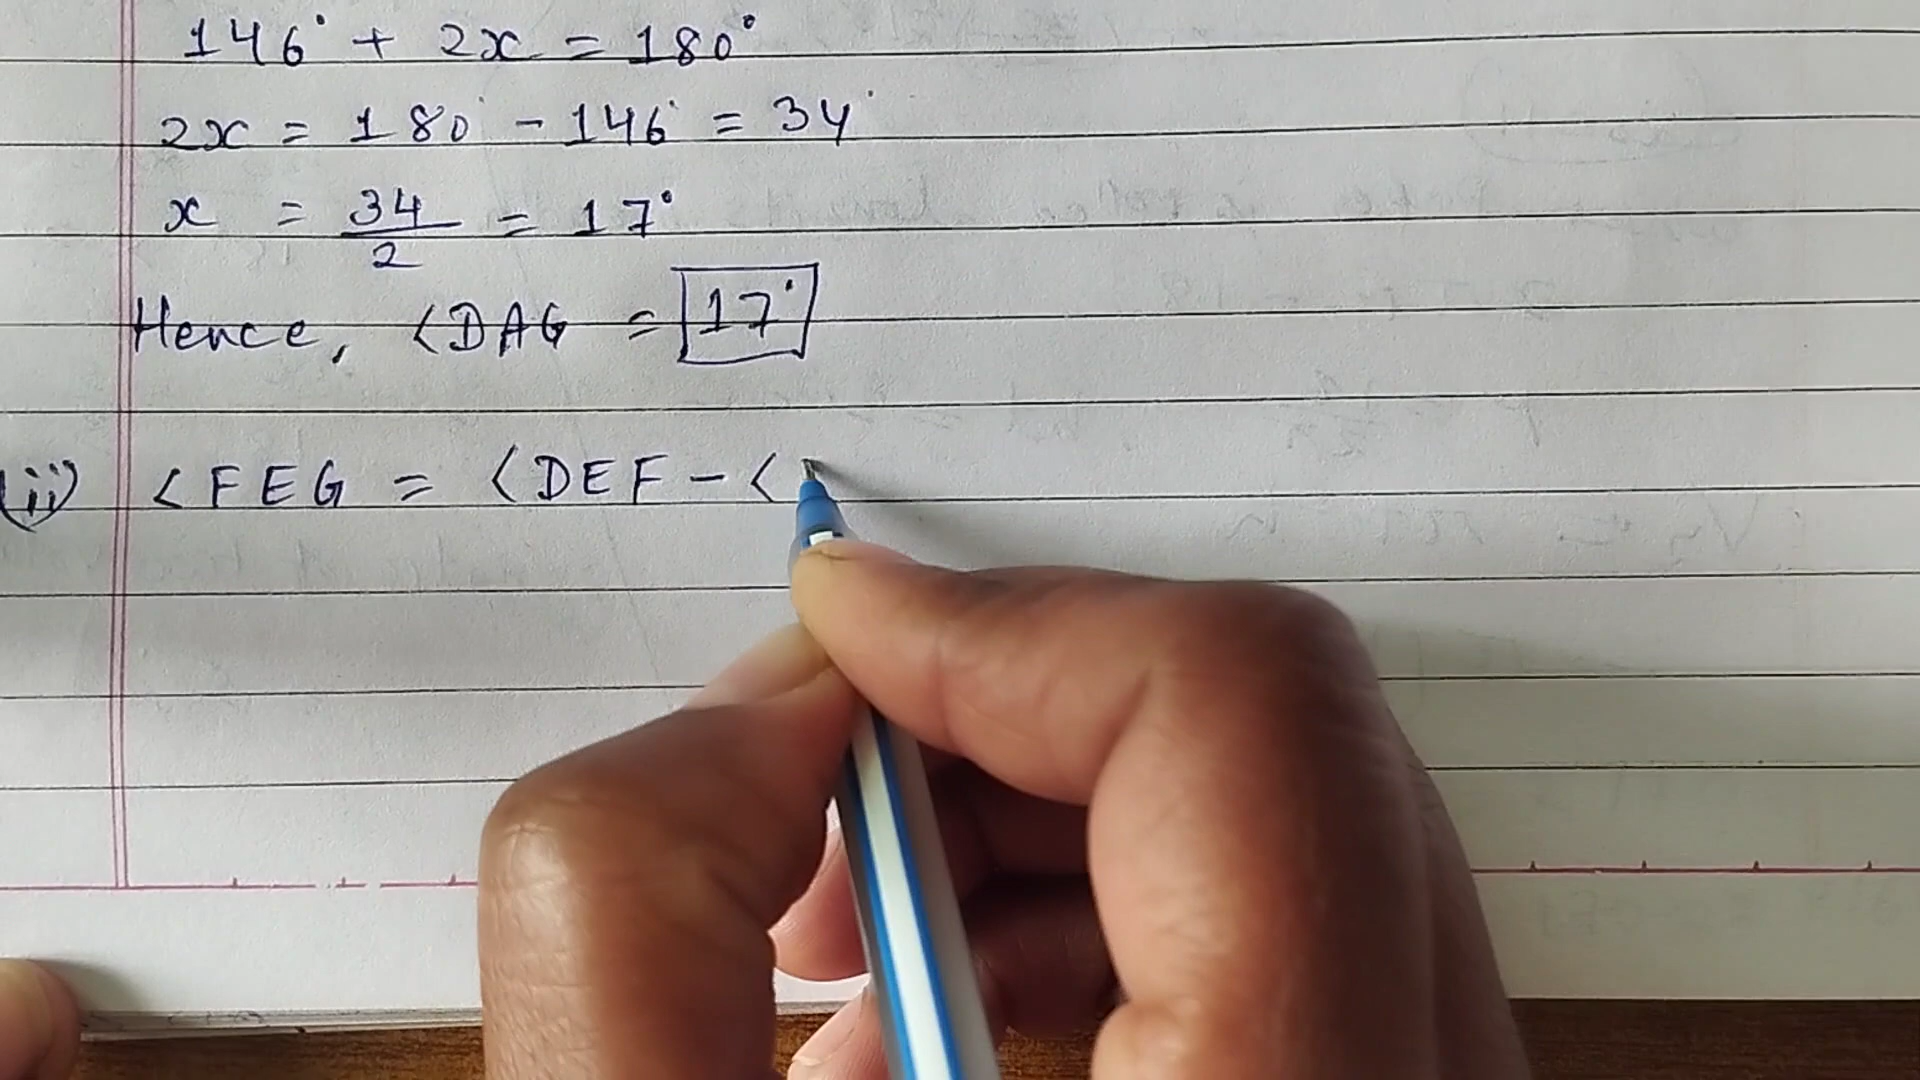 146° + 2x = 180°
2x = 180° - 146° = 34°
x = 34/2 = 17°
Hence, <DAG = 17°
(ii) <FEG = <DEF - <